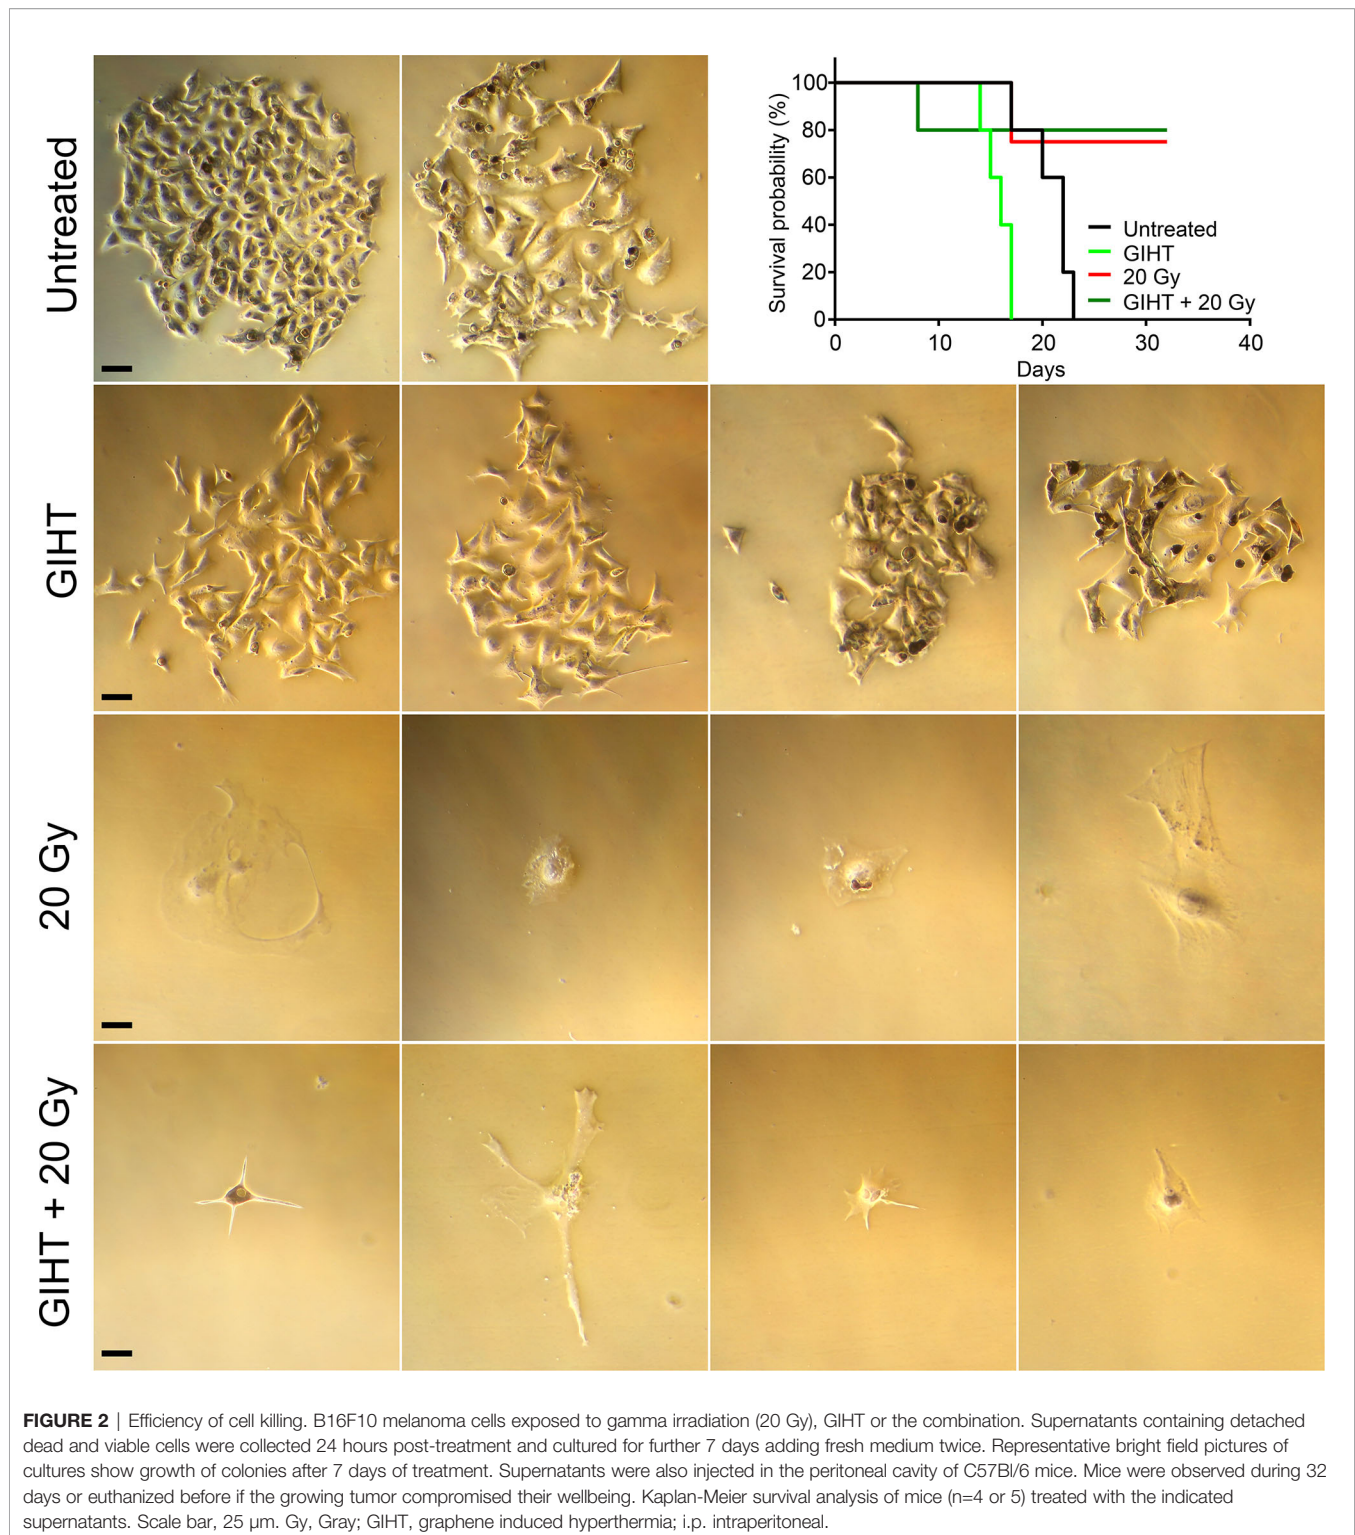 Untreated
100
80
60
40
20
0
Survival probability (%)
0 10 20 30 40
Days
Untreated
GIHT
20 Gy
GIHT + 20 Gy
GIHT
20 Gy
GIHT + 20 Gy
FIGURE 2 | Efficiency of cell killing. B16F10 melanoma cells exposed to gamma irradiation (20 Gy), GIHT or the combination. Supernatants containing detached
dead and viable cells were collected 24 hours post-treatment and cultured for further 7 days adding fresh medium twice. Representative bright field pictures of
cultures show growth of colonies after 7 days of treatment. Supernatants were also injected in the peritoneal cavity of C57Bl/6 mice. Mice were observed during 32
days or euthanized before if the growing tumor compromised their wellbeing. Kaplan-Meier survival analysis of mice (n=4 or 5) treated with the indicated
supernatants. Scale bar, 25 µm. Gy, Gray; GIHT, graphene induced hyperthermia; i.p. intraperitoneal.